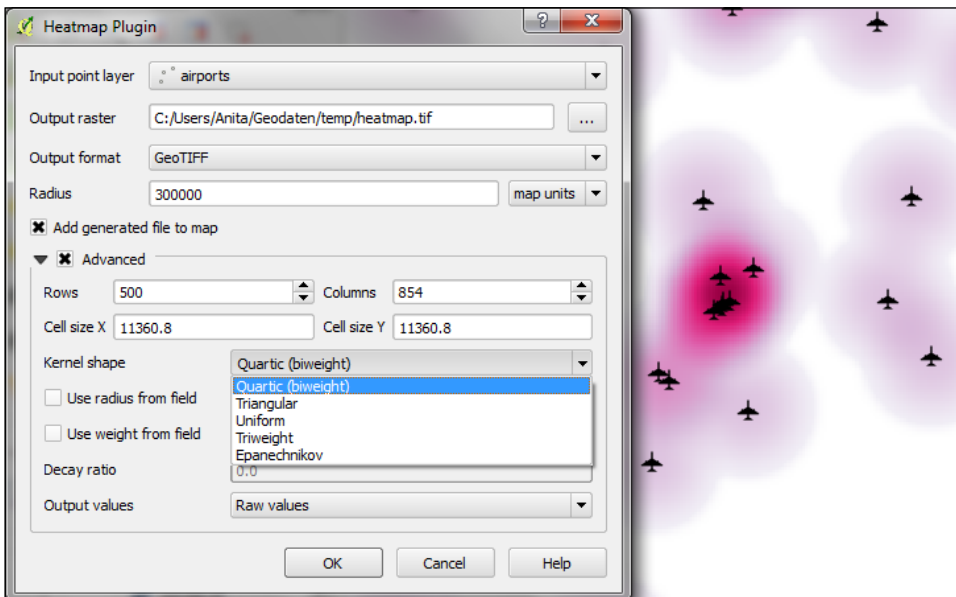 Heatmap Plugin
?
X
Input point layer airports
Output raster C:/Users/Anita/Geodaten/temp/heatmap.tif ...
Output format GeoTIFF
Radius 300000 map units
Add generated file to map
Advanced
Rows 500 Columns 854
Cell size X 11360.8 Cell size Y 11360.8
Kernel shape Quartic (biweight)
Quartic (biweight)
Use radius from field
Triangular
Uniform
Use weight from field
Triweight
Epanechnikov
Decay ratio 0.0
Output values Raw values
OK Cancel Help